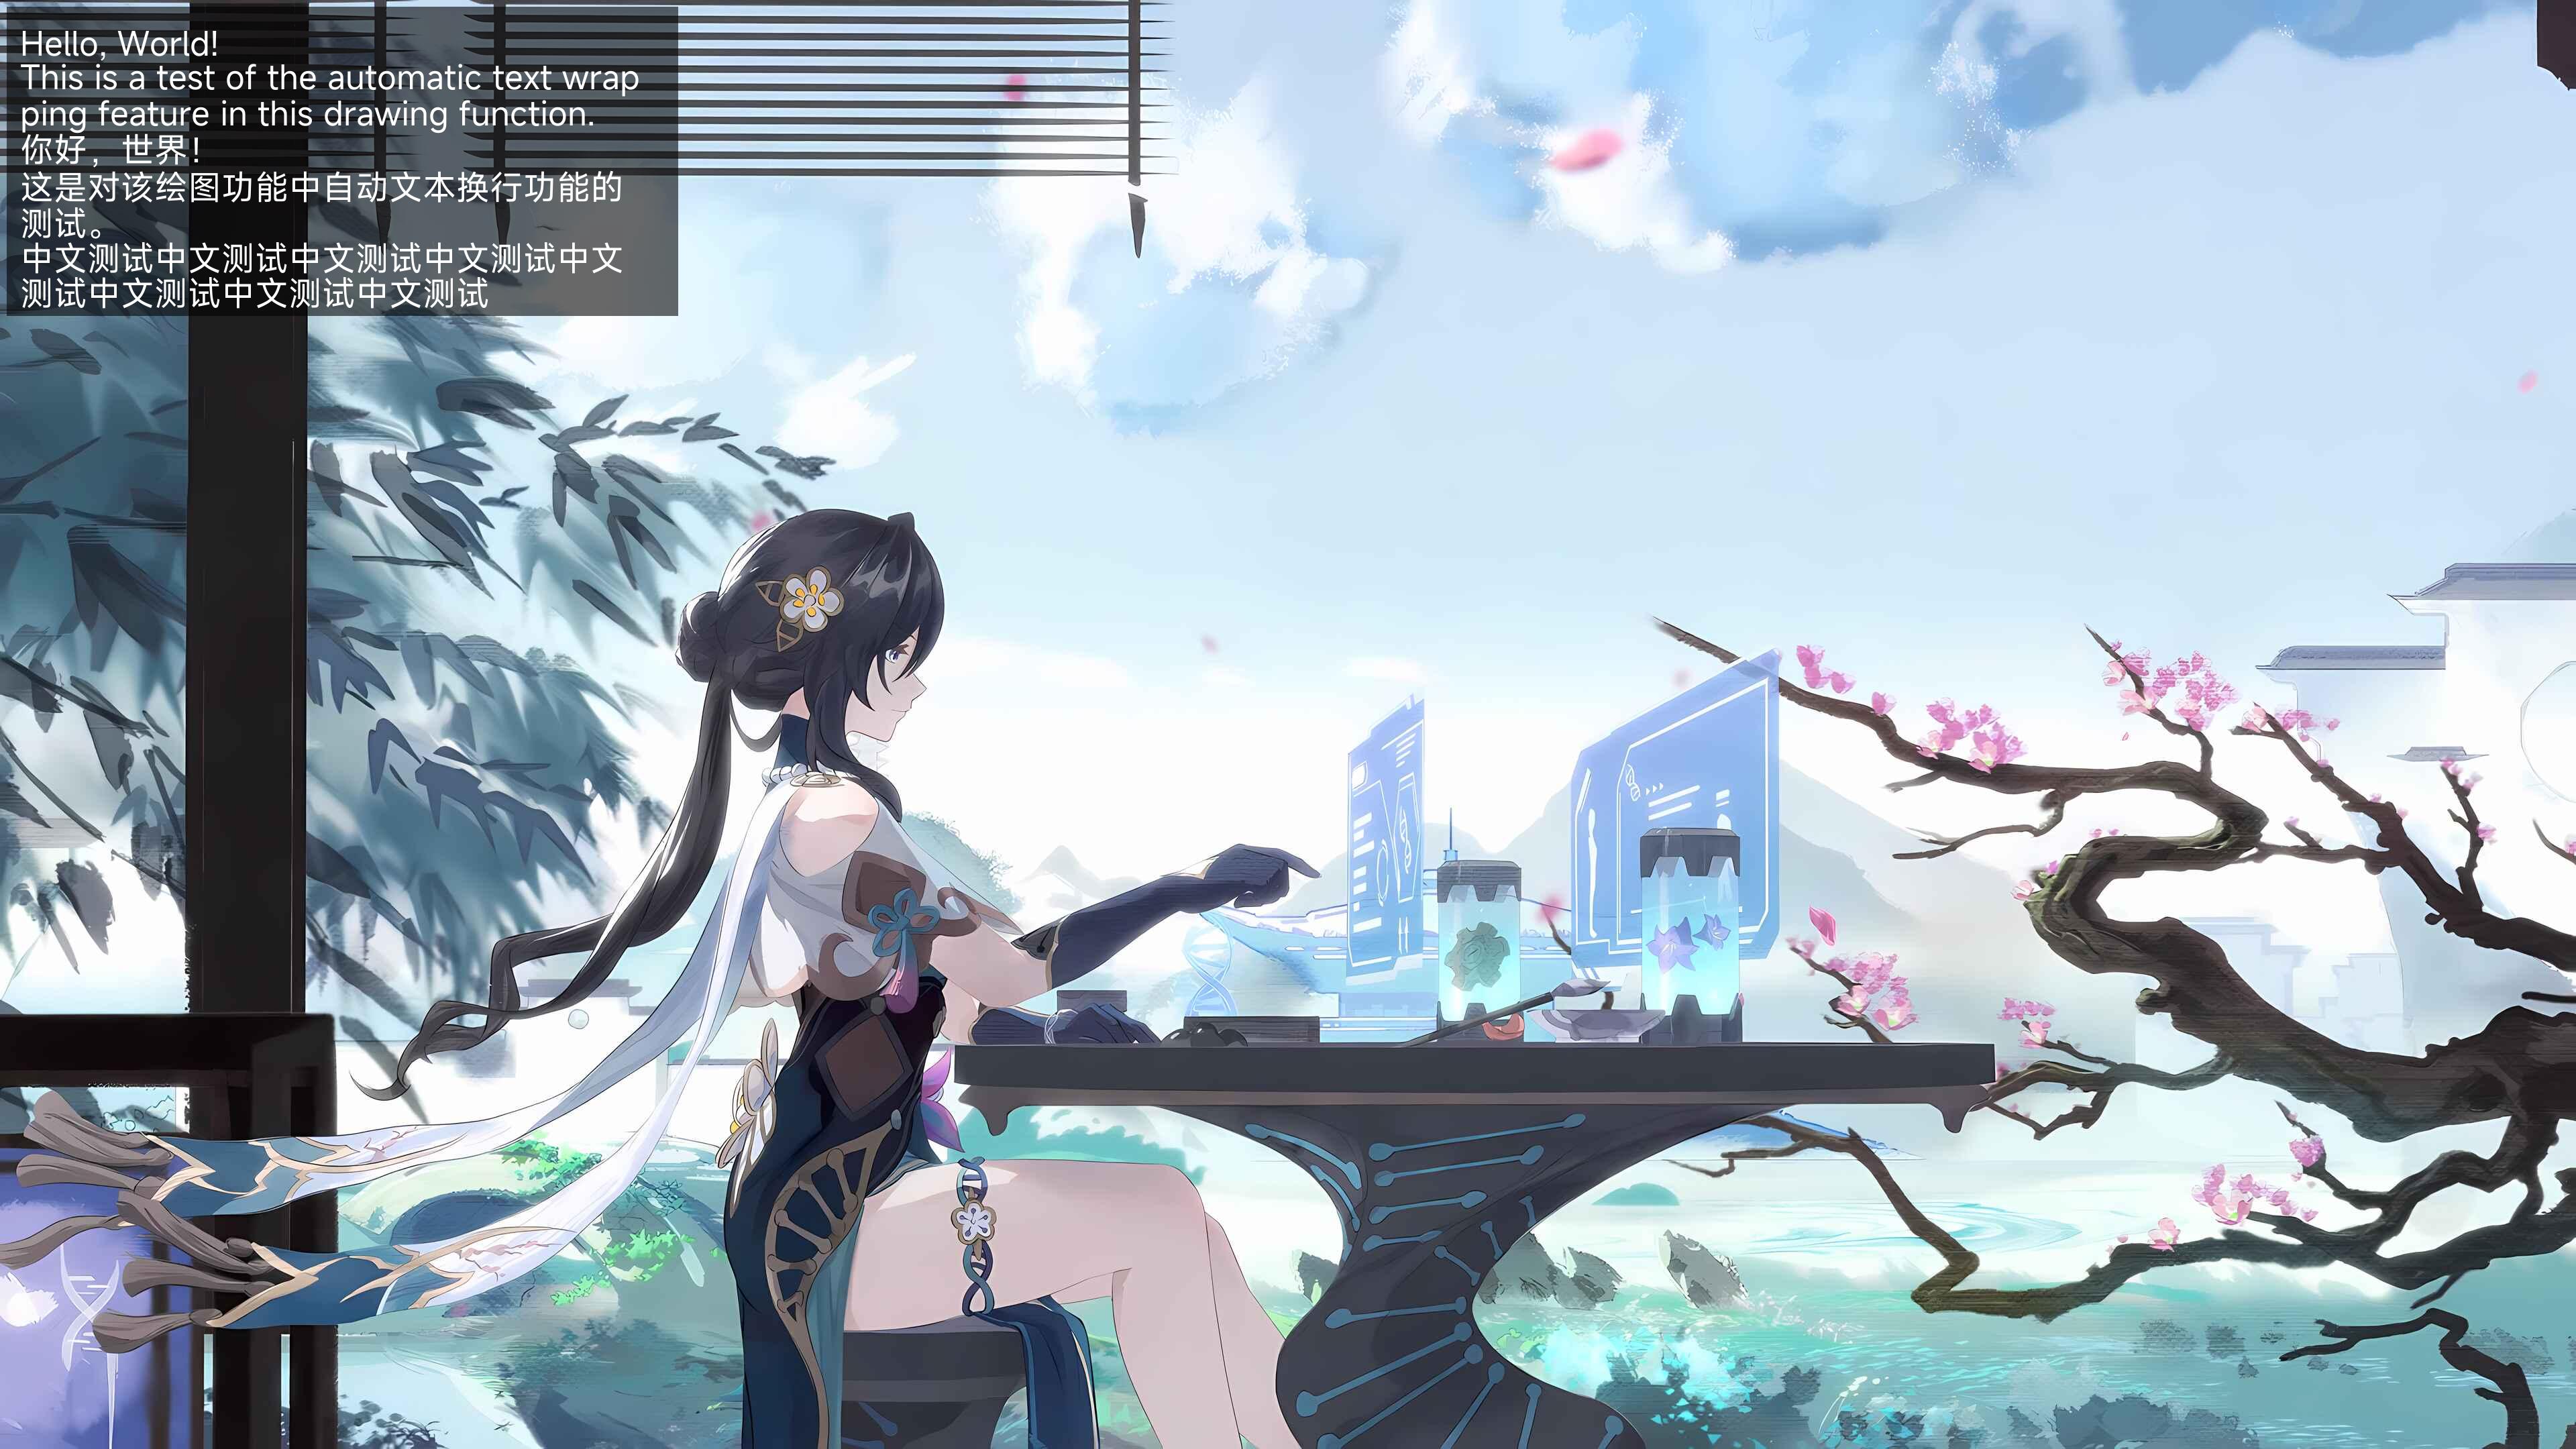 Hello, World!
This is a test of the automatic text wrap
ping feature in this drawing function.
你好，世界！
这是对该绘图功能中自动文本换行功能的
测试。
中文测试中文测试中文测试中文测试中文
测试中文测试中文测试中文测试